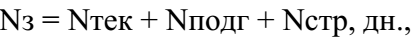 Nз = Nтек + Nподг + Nстр, дн.,